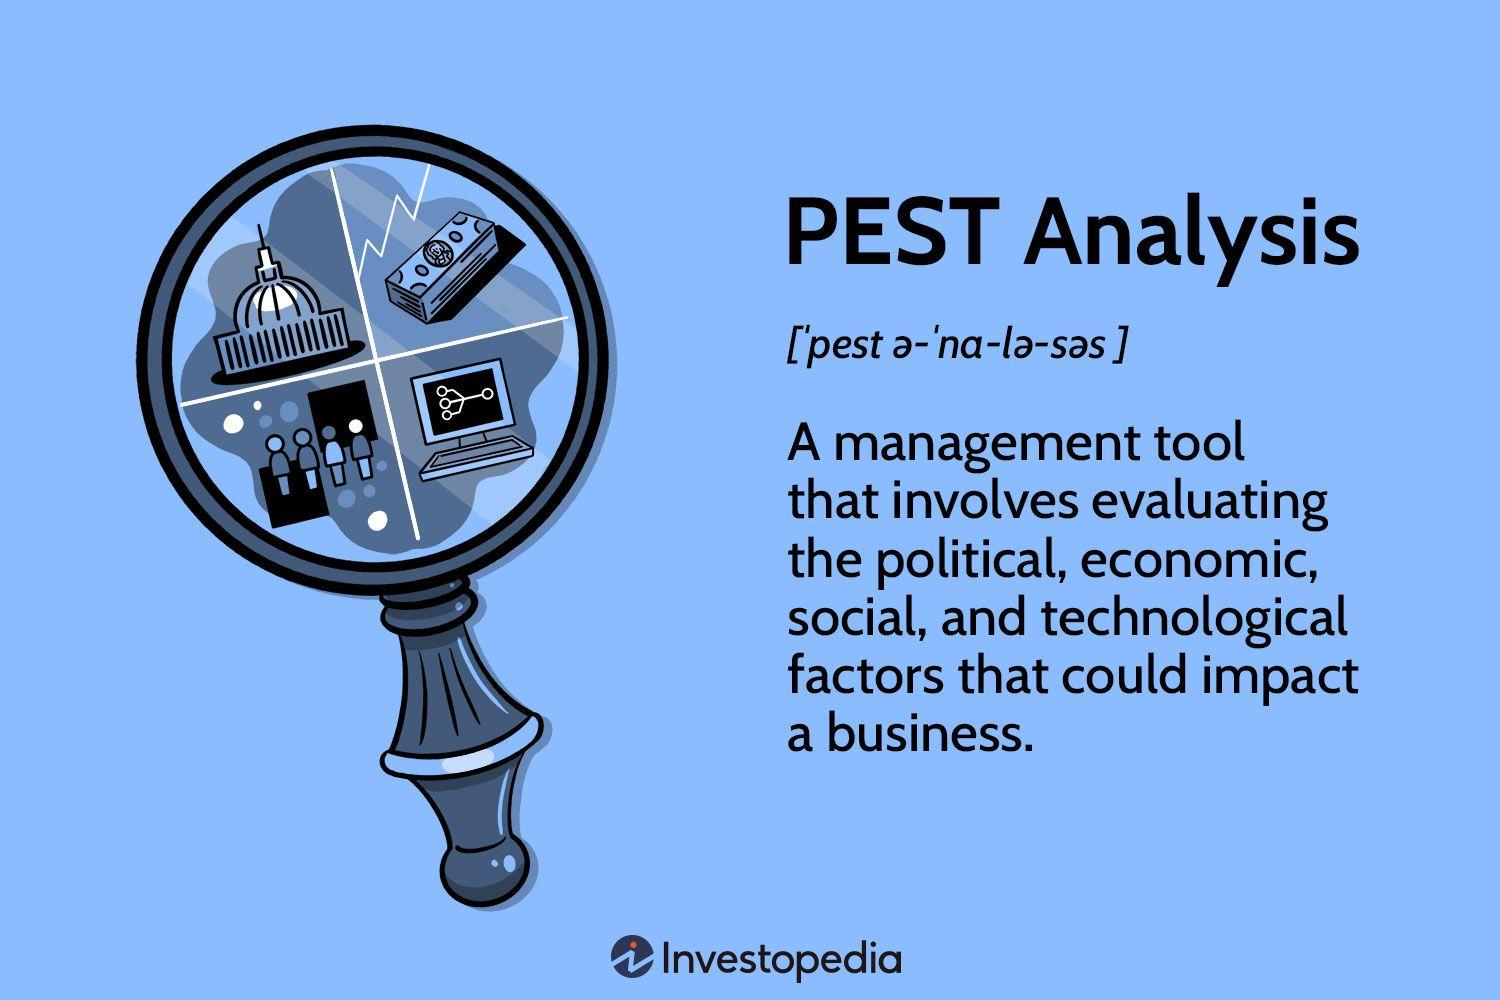 PEST Analysis
[ˈpest ə-ˈnɑ-lə-səs ]
A management tool
that involves evaluating
the political, economic,
social, and technological
factors that could impact
a business.
Investopedia